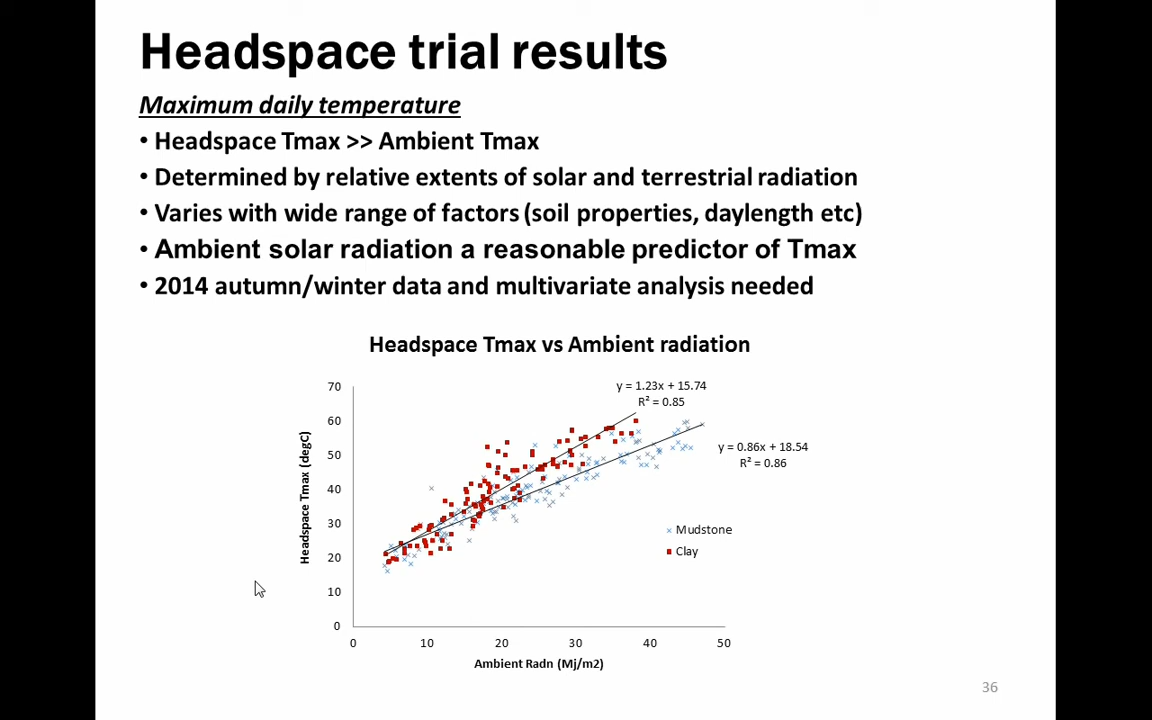 Headspace trial results
Maximum daily temperature
• Headspace Tmax >> Ambient Tmax
• Determined by relative extents of solar and terrestrial radiation
• Varies with wide range of factors (soil properties, daylength etc)
• Ambient solar radiation a reasonable predictor of Tmax
• 2014 autumn/winter data and multivariate analysis needed
Headspace Tmax vs Ambient radiation
y = 1.23x + 15.74
R² = 0.85
y = 0.86x + 18.54
R² = 0.86
Headspace Tmax (degC)
70
60
50
40
30
20
10
0
Mudstone
Clay
0 10 20 30 40 50
Ambient Radn (Mj/m2)
36